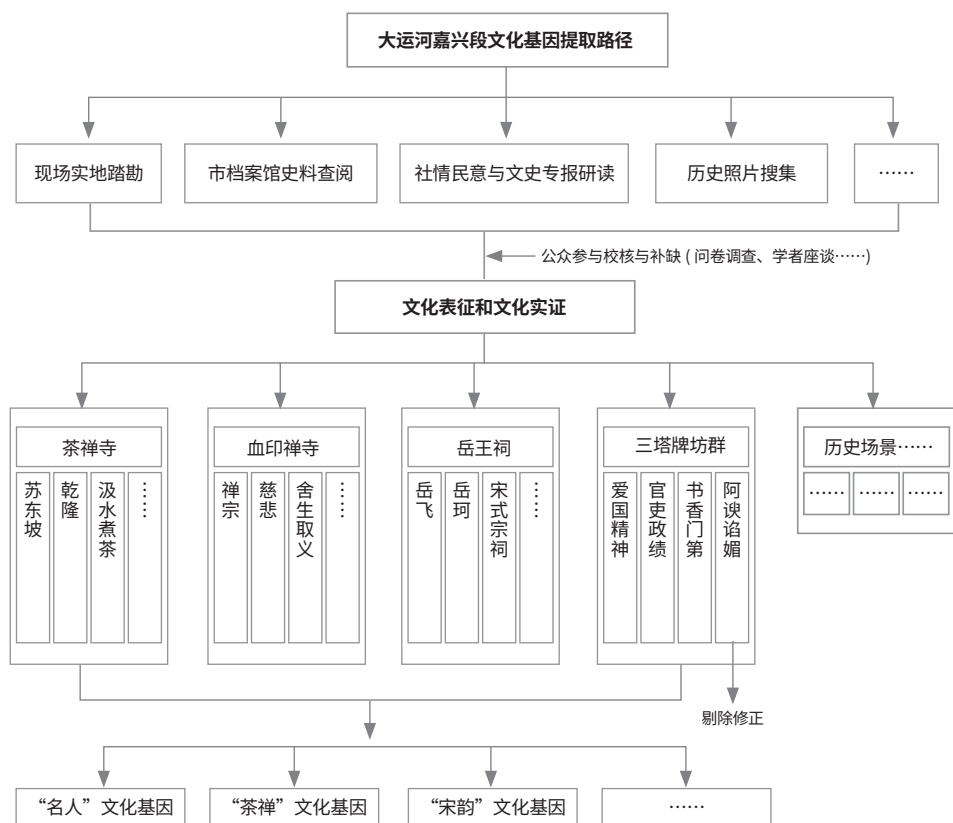 大运河嘉兴段文化基因提取路径
现场实地踏勘
市档案馆史料查阅
社情民意与文史专报研读
历史照片搜集
……
公众参与校核与补缺 ( 问卷调查、学者座谈……)
文化表征和文化实证
茶禅寺
苏东坡
乾隆
汲水煮茶
……
血印禅寺
禅宗
慈悲
舍生取义
……
岳王祠
岳飞
岳珂
宋式宗祠
……
三塔牌坊群
爱国精神
官吏政绩
书香门第
阿谀谄媚
历史场景……
……
……
……
剔除修正
“名人”文化基因
“茶禅”文化基因
“宋韵”文化基因
……